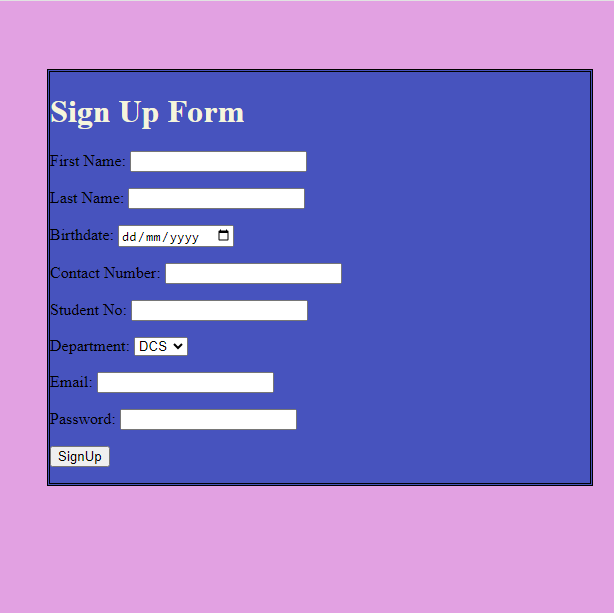 Sign Up Form
First Name:
Last Name:
Birthdate: dd/mm/yyyy
Contact Number:
Student No:
Department: DCS
Email:
Password:
SignUp